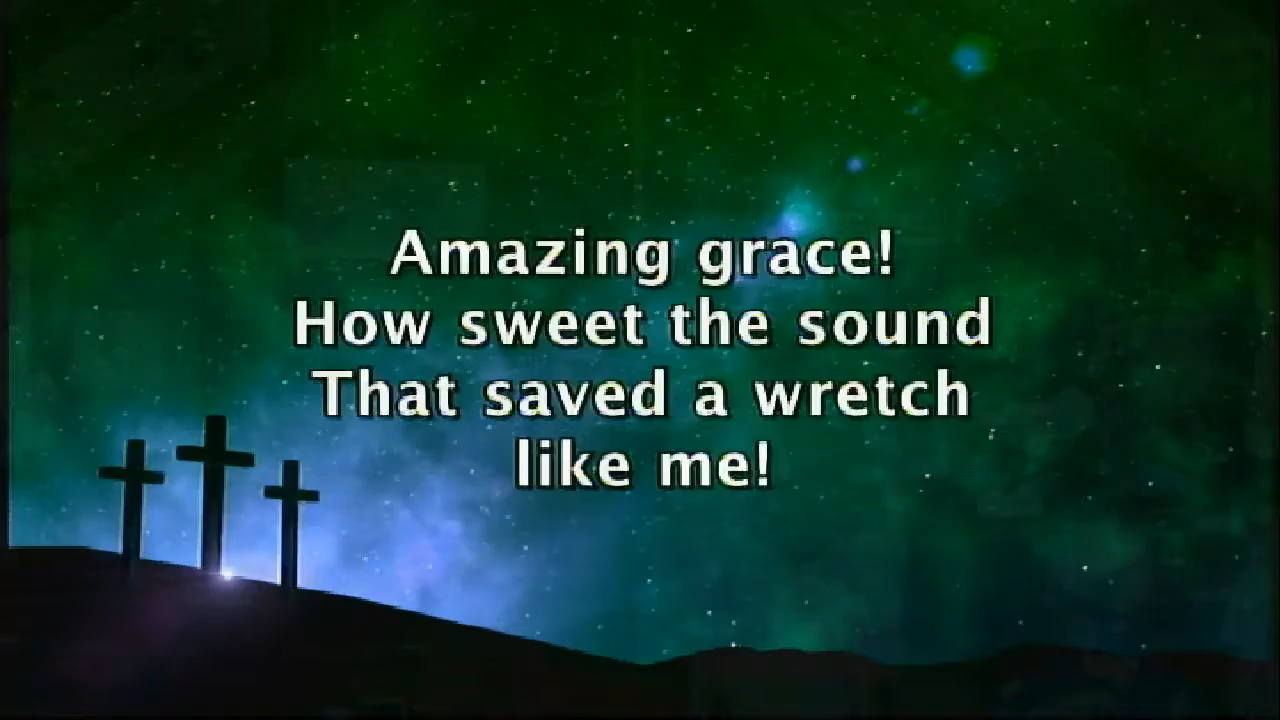 Amazing grace!
How sweet the sound
That saved a wretch
like me!